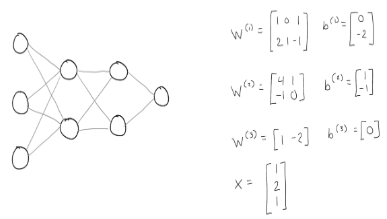 W⁽¹⁾ = [1 0 1 b⁽¹⁾ = [0
2 1 -1] -2]
W⁽²⁾ = [4 1 b⁽²⁾ = [1
-1 0] -1]
W⁽³⁾ = [1 -2] b⁽³⁾ = [0]
X = [1
2
1]